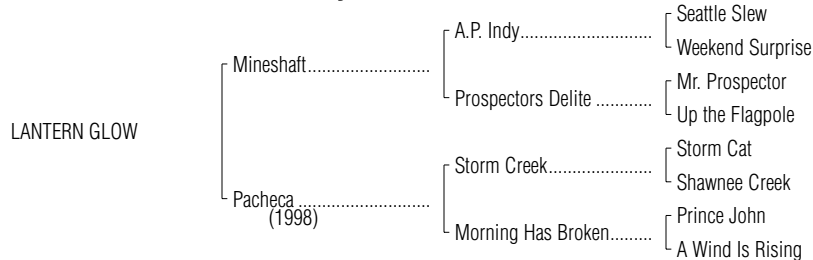 Seattle Slew
A.P. Indy............................
Weekend Surprise
Mineshaft..........................
Mr. Prospector
Prospectors Delite ............
Up the Flagpole
LANTERN GLOW
Storm Cat
Storm Creek......................
Shawnee Creek
Pacheca ............................
(1998)
Prince John
Morning Has Broken.........
A Wind Is Rising